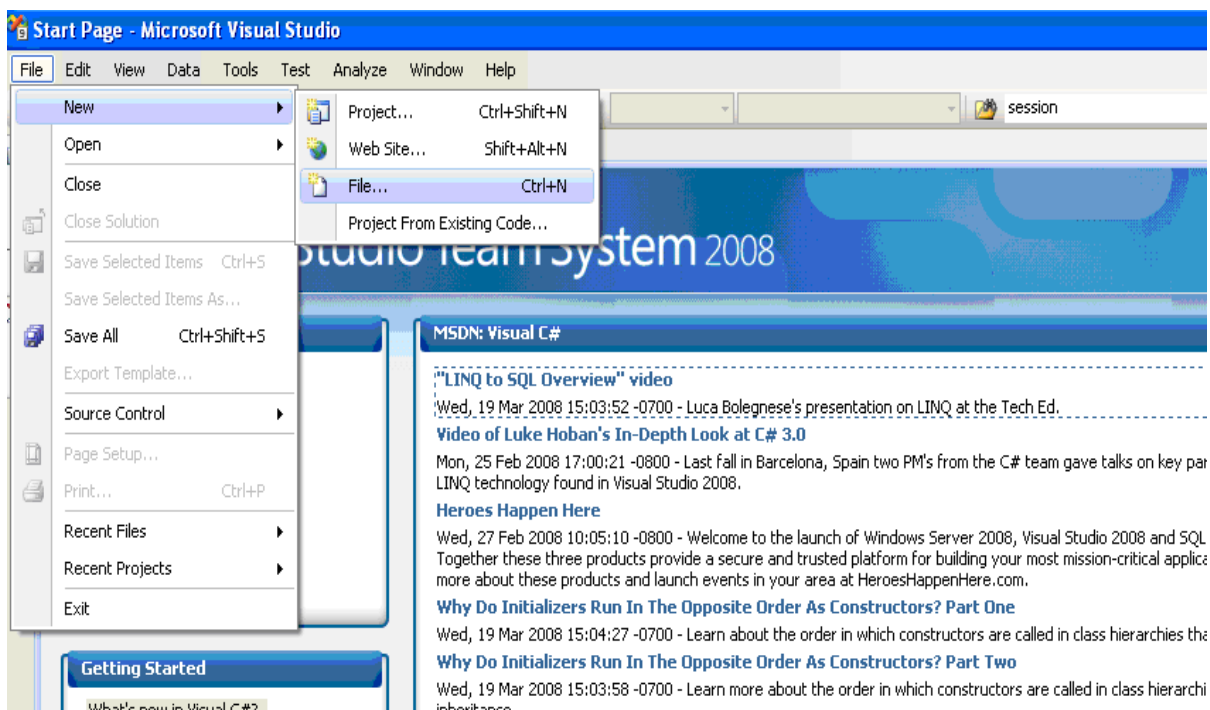 Start Page - Microsoft Visual Studio
File Edit View Data Tools Test Analyze Window Help
session
New
Open
Close
Close Solution
Save Selected Items Ctrl+S
Save Selected Items As...
Save All Ctrl+Shift+S
Export Template...
Source Control
Page Setup...
Print... Ctrl+P
Recent Files
Recent Projects
Exit
Project... Ctrl+Shift+N
Web Site... Shift+Alt+N
File... Ctrl+N
Project From Existing Code...
Studio Team System 2008
MSDN: Visual C#
"LINQ to SQL Overview" video
Wed, 19 Mar 2008 15:03:52 -0700 - Luca Bolegnese's presentation on LINQ at the Tech Ed.
Video of Luke Hoban's In-Depth Look at C# 3.0
Mon, 25 Feb 2008 17:00:21 -0800 - Last fall in Barcelona, Spain two PM's from the C# team gave talks on key par
LINQ technology found in Visual Studio 2008.
Heroes Happen Here
Wed, 27 Feb 2008 10:05:10 -0800 - Welcome to the launch of Windows Server 2008, Visual Studio 2008 and SQL
Together these three products provide a secure and trusted platform for building your most mission-critical applica
more about these products and launch events in your area at HeroesHappenHere.com.
Why Do Initializers Run In The Opposite Order As Constructors? Part One
Wed, 19 Mar 2008 15:04:27 -0700 - Learn about the order in which constructors are called in class hierarchies tha
Why Do Initializers Run In The Opposite Order As Constructors? Part Two
Wed, 19 Mar 2008 15:03:58 -0700 - Learn more about the order in which constructors are called in class hierarchi
inheritance.
Getting Started
What's new in Visual C#?